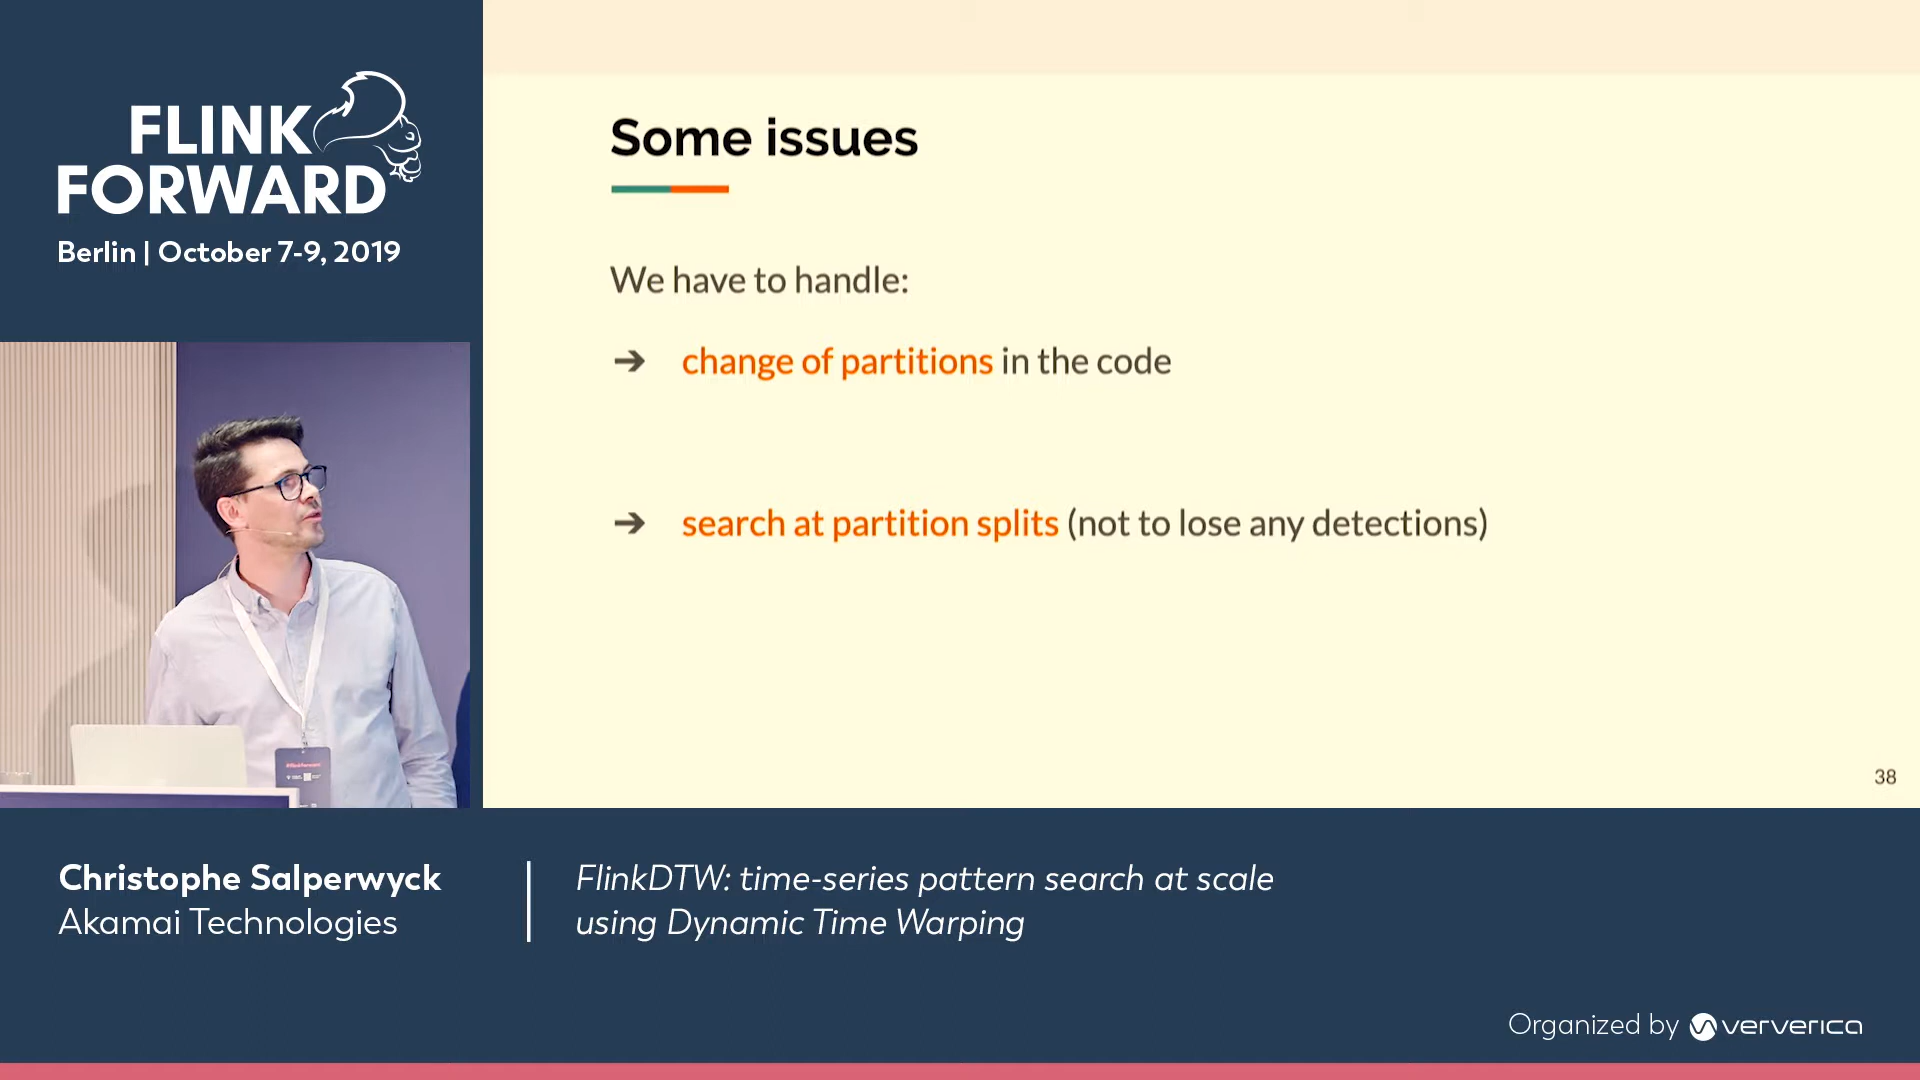 FLINK
FORWARD
Berlin | October 7-9, 2019
Some issues
We have to handle:
➔ change of partitions in the code
➔ search at partition splits (not to lose any detections)
38
Christophe Salperwyck
Akamai Technologies
FlinkDTW: time-series pattern search at scale
using Dynamic Time Warping
Organized by ververica